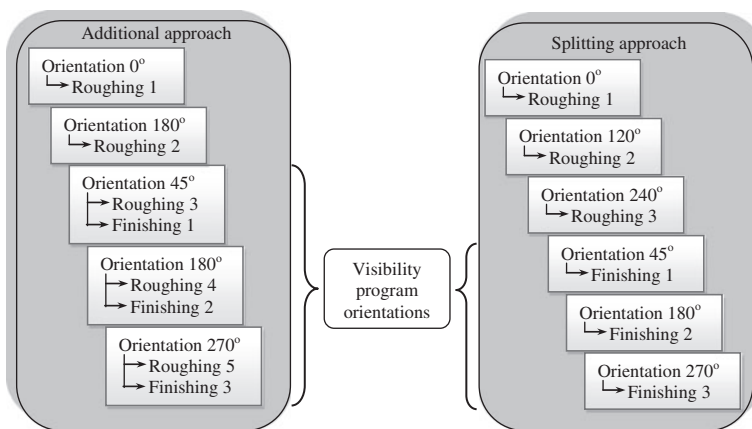 Additional approach
Orientation 0°
Roughing 1
Orientation 180°
Roughing 2
Orientation 45°
Roughing 3
Finishing 1
Orientation 180°
Roughing 4
Finishing 2
Orientation 270°
Roughing 5
Finishing 3
Visibility
program
orientations
Splitting approach
Orientation 0°
Roughing 1
Orientation 120°
Roughing 2
Orientation 240°
Roughing 3
Orientation 45°
Finishing 1
Orientation 180°
Finishing 2
Orientation 270°
Finishing 3